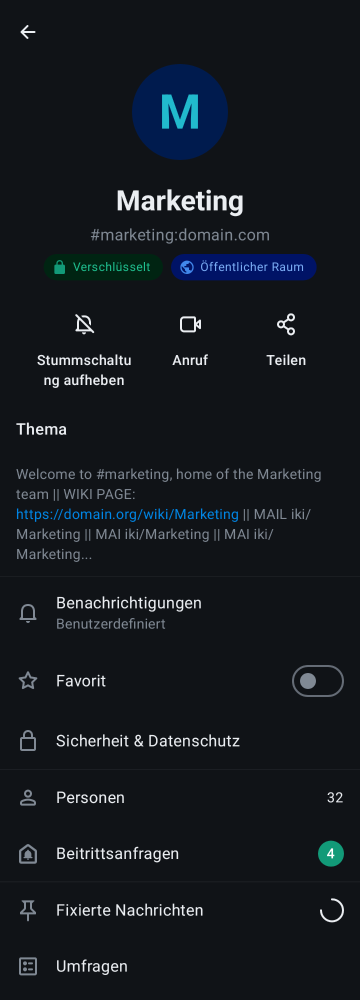 M
Marketing
#marketing:domain.com
Verschlüsselt
Öffentlicher Raum
Stummschaltu
ng aufheben
Anruf
Teilen
Thema
Welcome to #marketing, home of the Marketing
team || WIKI PAGE:
https://domain.org/wiki/Marketing || MAIL iki/
Marketing || MAI iki/Marketing || MAI iki/
Marketing...
Benachrichtigungen
Benutzerdefiniert
Favorit
Sicherheit & Datenschutz
Personen
32
Beitrittsanfragen
4
Fixierte Nachrichten
Umfragen